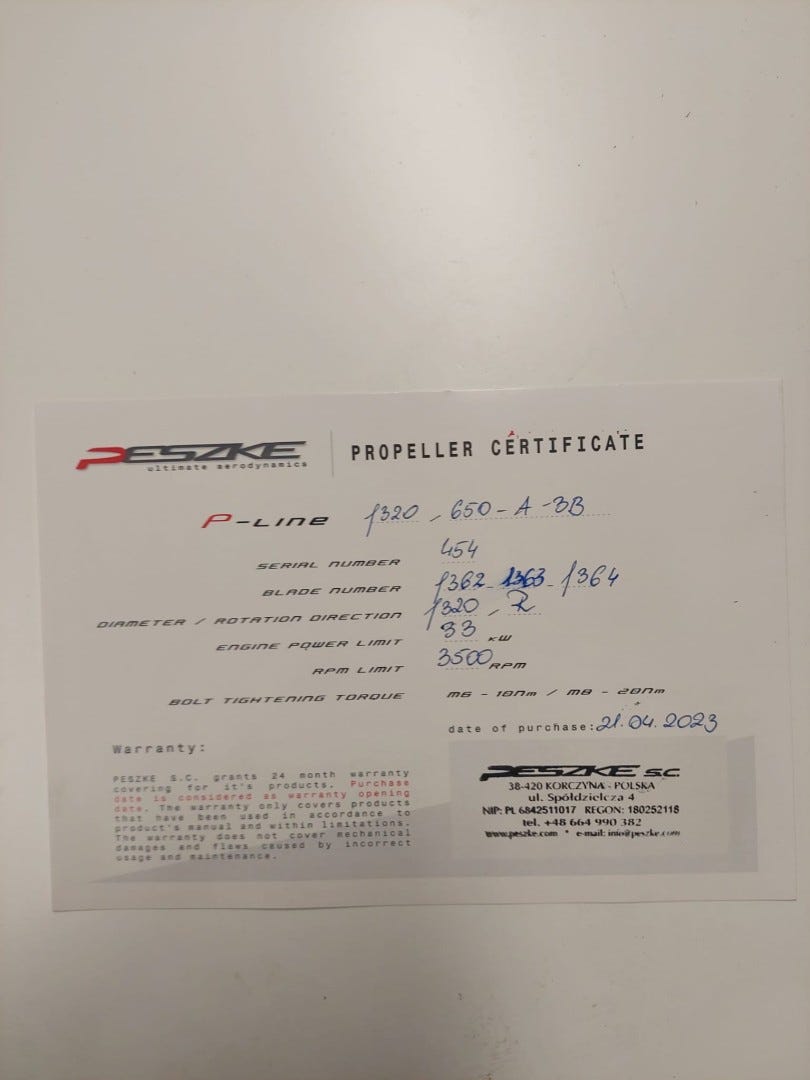 PESZKE
ultimate aerodynamics
PROPELLER CERTIFICATE
P-LINE 1320 - 650 - A - 3B
SERIAL NUMBER 454
BLADE NUMBER 1362 - 1363 - 1364
DIAMETER / ROTATION DIRECTION 1320 - R
ENGINE POWER LIMIT 33 kW
RPM LIMIT 3500 RPM
BOLT TIGHTENING TORQUE M6 - 10Nm / M8 - 20Nm
date of purchase: 21.04.2023
Warranty:
PESZKE S.C. grants 24 month warranty
covering for it's products. Purchase
date is considered as warranty opening
date. The warranty only covers products
that have been used in accordance to
product's manual and within limitations.
The warranty does not cover mechanical
damages and flaws caused by incorrect
usage and maintenance.
PESZKE S.C.
38-420 KORCZYNA - POLSKA
ul. Spółdzielcza 4
NIP: PL 6842511017 REGON: 180252118
tel. +48 664 990 382
www.peszke.com * e-mail: info@peszke.com